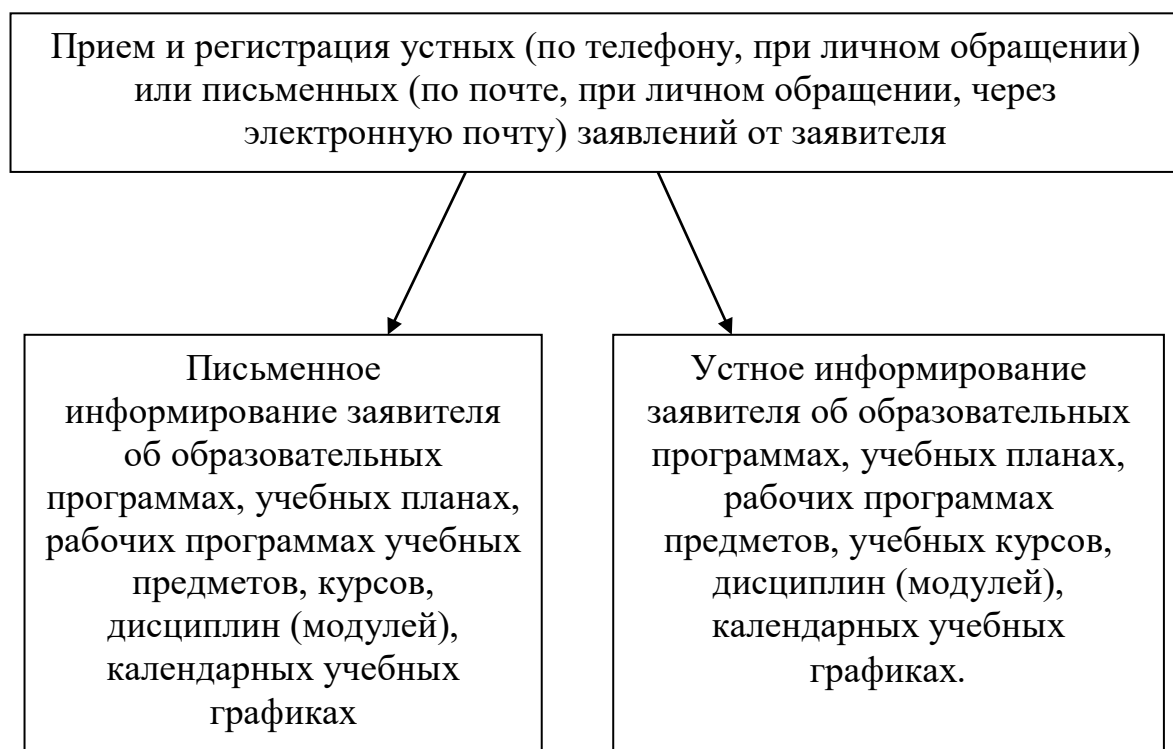 Прием и регистрация устных (по телефону, при личном обращении)
или письменных (по почте, при личном обращении, через
электронную почту) заявлений от заявителя
Письменное
информирование заявителя
об образовательных
программах, учебных планах,
рабочих программах учебных
предметов, курсов,
дисциплин (модулей),
календарных учебных
графиках
Устное информирование
заявителя об образовательных
программах, учебных планах,
рабочих программах
предметов, учебных курсов,
дисциплин (модулей),
календарных учебных
графиках.